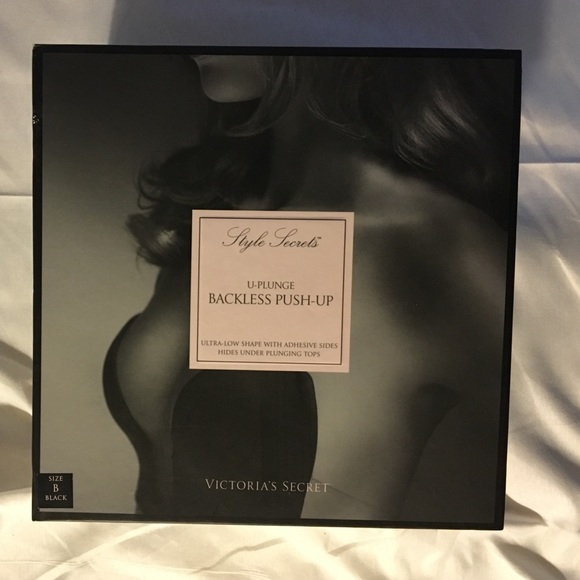 Style Secrets™
U-PLUNGE
BACKLESS PUSH-UP
ULTRA-LOW SHAPE WITH ADHESIVE SIDES
HIDES UNDER PLUNGING TOPS
SIZE
B
BLACK
VICTORIA'S SECRET